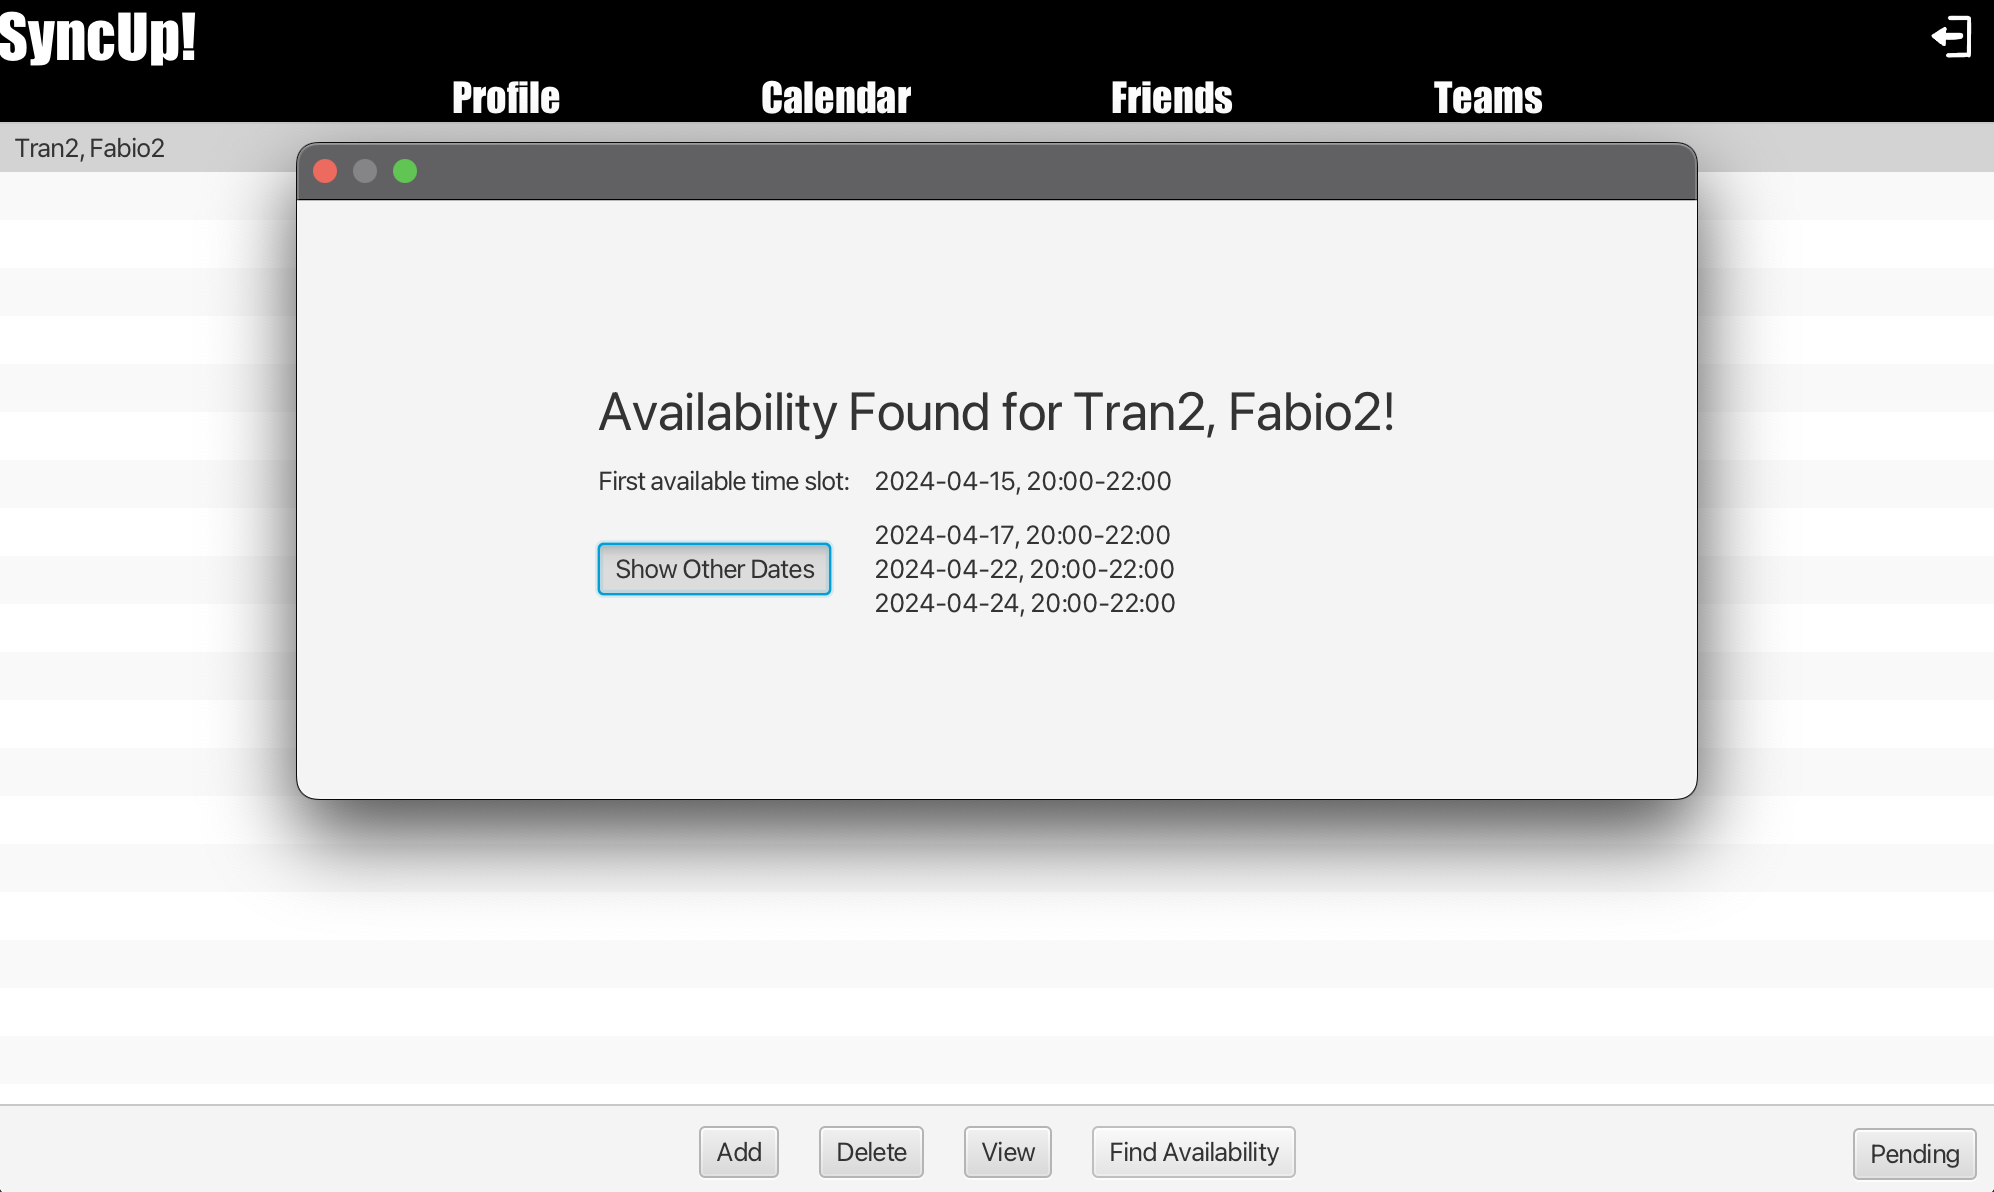 SyncUp!
Profile Calendar Friends Teams
Tran2, Fabio2
Availability Found for Tran2, Fabio2!
First available time slot: 2024-04-15, 20:00-22:00
2024-04-17, 20:00-22:00
Show Other Dates 2024-04-22, 20:00-22:00
2024-04-24, 20:00-22:00
Add Delete View Find Availability Pending